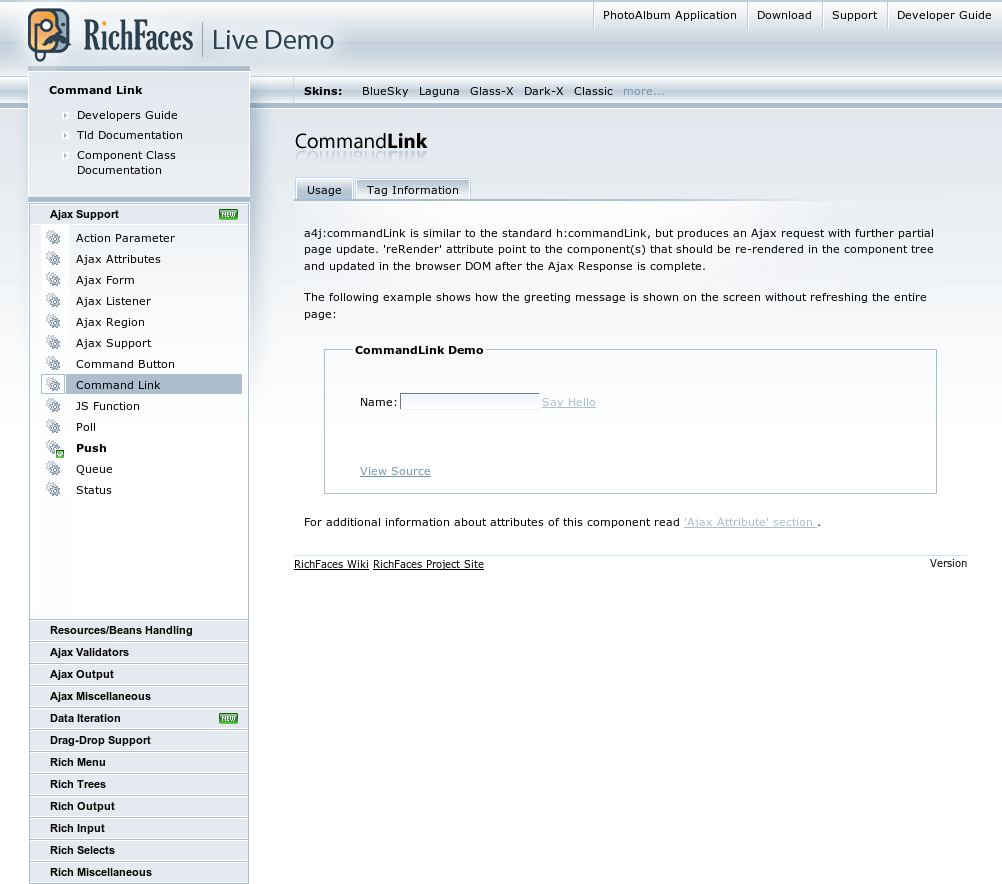 PhotoAlbum Application Download Support Developer Guide
RichFaces Live Demo
Skins: BlueSky Laguna Glass-X Dark-X Classic more...
Command Link
Developers Guide
Tld Documentation
Component Class
Documentation
Ajax Support NEW
Action Parameter
Ajax Attributes
Ajax Form
Ajax Listener
Ajax Region
Ajax Support
Command Button
Command Link
JS Function
Poll
Push
Queue
Status
Resources/Beans Handling
Ajax Validators
Ajax Output
Ajax Miscellaneous
Data Iteration NEW
Drag-Drop Support
Rich Menu
Rich Trees
Rich Output
Rich Input
Rich Selects
Rich Miscellaneous
CommandLink
Usage Tag Information
a4j:commandLink is similar to the standard h:commandLink, but produces an Ajax request with further partial
page update. 'reRender' attribute point to the component(s) that should be re-rendered in the component tree
and updated in the browser DOM after the Ajax Response is complete.
The following example shows how the greeting message is shown on the screen without refreshing the entire
page:
CommandLink Demo
Name: Say Hello
View Source
For additional information about attributes of this component read 'Ajax Attribute' section .
RichFaces Wiki RichFaces Project Site Version